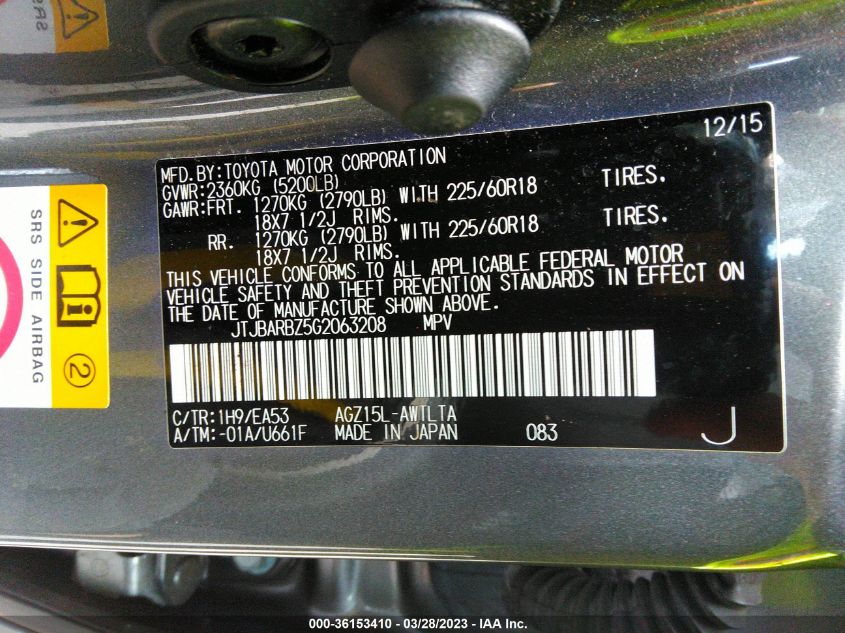 12/15
MFD.BY:TOYOTA MOTOR CORPORATION
GVWR:2360KG (5200LB)
GAWR:FRT. 1270KG (2790LB) WITH 225/60R18 TIRES.
18X7 1/2J RIMS.
RR. 1270KG (2790LB) WITH 225/60R18 TIRES.
18X7 1/2J RIMS.
THIS VEHICLE CONFORMS TO ALL APPLICABLE FEDERAL MOTOR
VEHICLE SAFETY AND THEFT PREVENTION STANDARDS IN EFFECT ON
THE DATE OF MANUFACTURE SHOWN ABOVE.
JTJBARBZ5G2063208 MPV
C/TR:1H9/EA53 AGZ15L-AWTLTA
A/TM:-01A/U661F MADE IN JAPAN 083 J
SRS SIDE AIRBAG
2
SRS
000-36153410 - 03/28/2023 - IAA Inc.